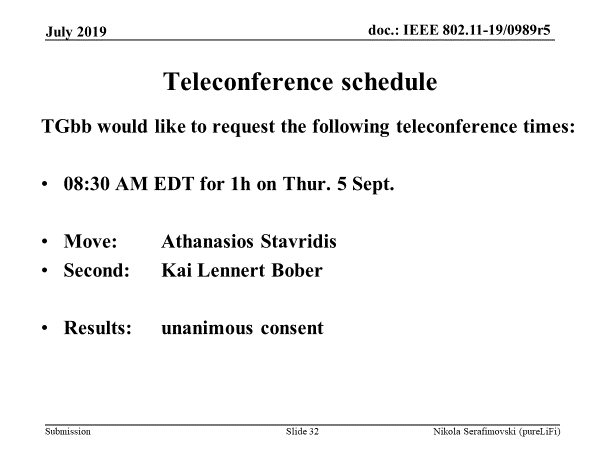 July 2019 doc.: IEEE 802.11-19/0989r5
Teleconference schedule
TGbb would like to request the following teleconference times:
• 08:30 AM EDT for 1h on Thur. 5 Sept.
• Move: Athanasios Stavridis
• Second: Kai Lennert Bober
• Results: unanimous consent
Submission Slide 32 Nikola Serafimovski (pureLiFi)